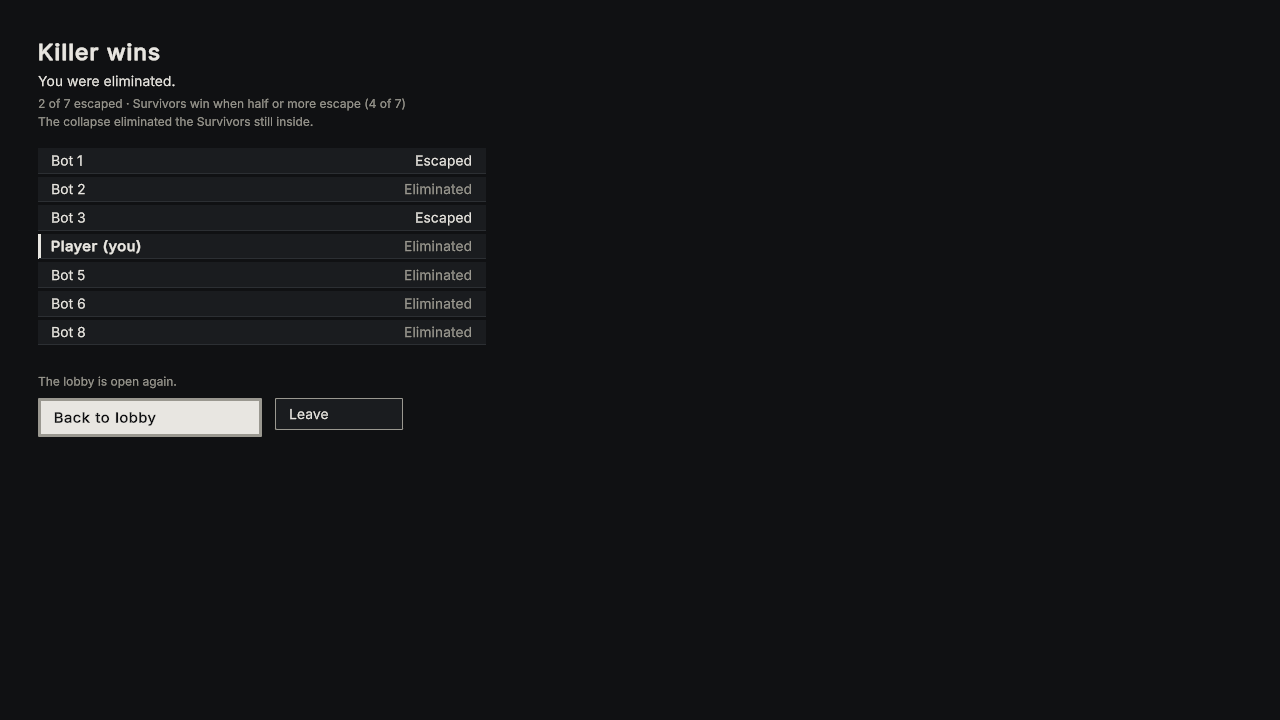 Killer wins
You were eliminated.
2 of 7 escaped · Survivors win when half or more escape (4 of 7)
The collapse eliminated the Survivors still inside.
Bot 1 Escaped
Bot 2 Eliminated
Bot 3 Escaped
Player (you) Eliminated
Bot 5 Eliminated
Bot 6 Eliminated
Bot 8 Eliminated
The lobby is open again.
Back to lobby Leave